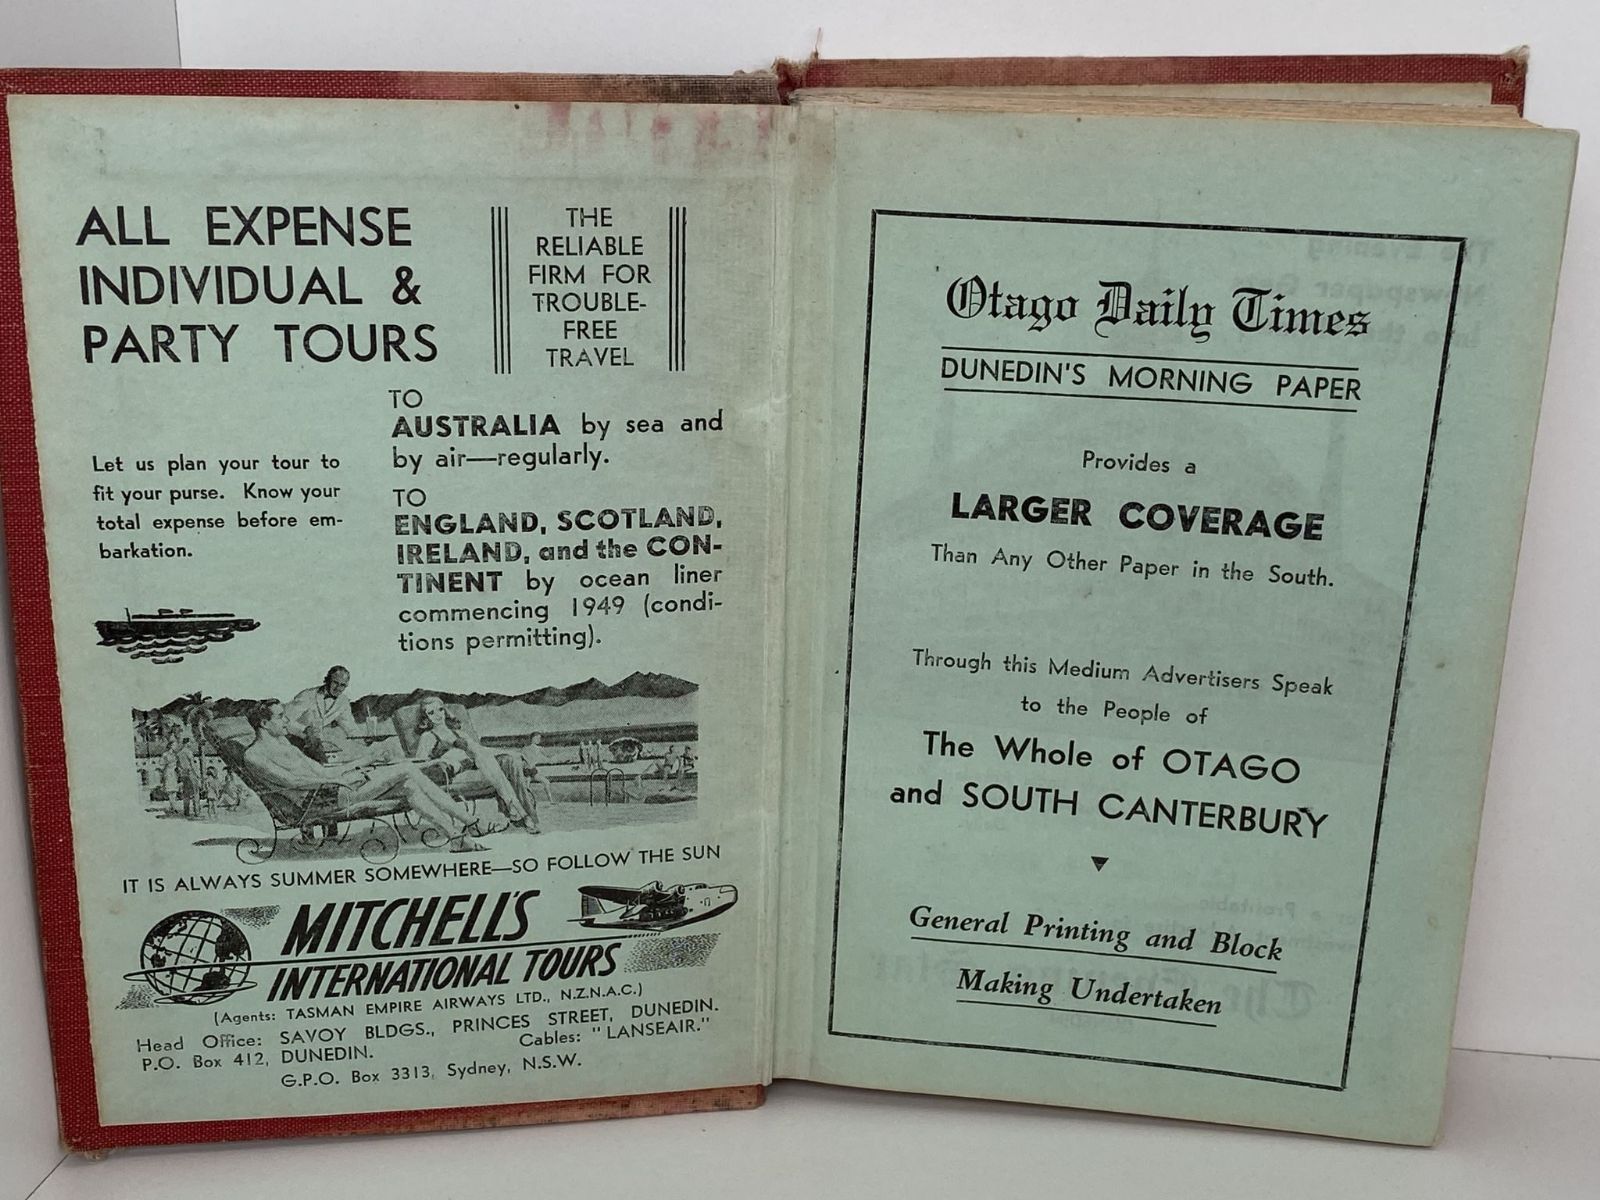 ALL EXPENSE
INDIVIDUAL &
PARTY TOURS
THE
RELIABLE
FIRM FOR
TROUBLE-
FREE
TRAVEL
Let us plan your tour to
fit your purse. Know your
total expense before em-
barkation.
TO
AUSTRALIA by sea and
by air—regularly.
TO
ENGLAND, SCOTLAND,
IRELAND, and the CON-
TINENT by ocean liner
commencing 1949 (condi-
tions permitting).
IT IS ALWAYS SUMMER SOMEWHERE—SO FOLLOW THE SUN
MITCHELL'S
INTERNATIONAL TOURS
(Agents: TASMAN EMPIRE AIRWAYS LTD., N.Z.N.A.C.)
Head Office: SAVOY BLDGS., PRINCES STREET, DUNEDIN.
P.O. Box 412, DUNEDIN. Cables: "LANSEAIR."
G.P.O. Box 3313, Sydney, N.S.W.
Otago Daily Times
DUNEDIN'S MORNING PAPER
Provides a
LARGER COVERAGE
Than Any Other Paper in the South.
Through this Medium Advertisers Speak
to the People of
The Whole of OTAGO
and SOUTH CANTERBURY
General Printing and Block
Making Undertaken